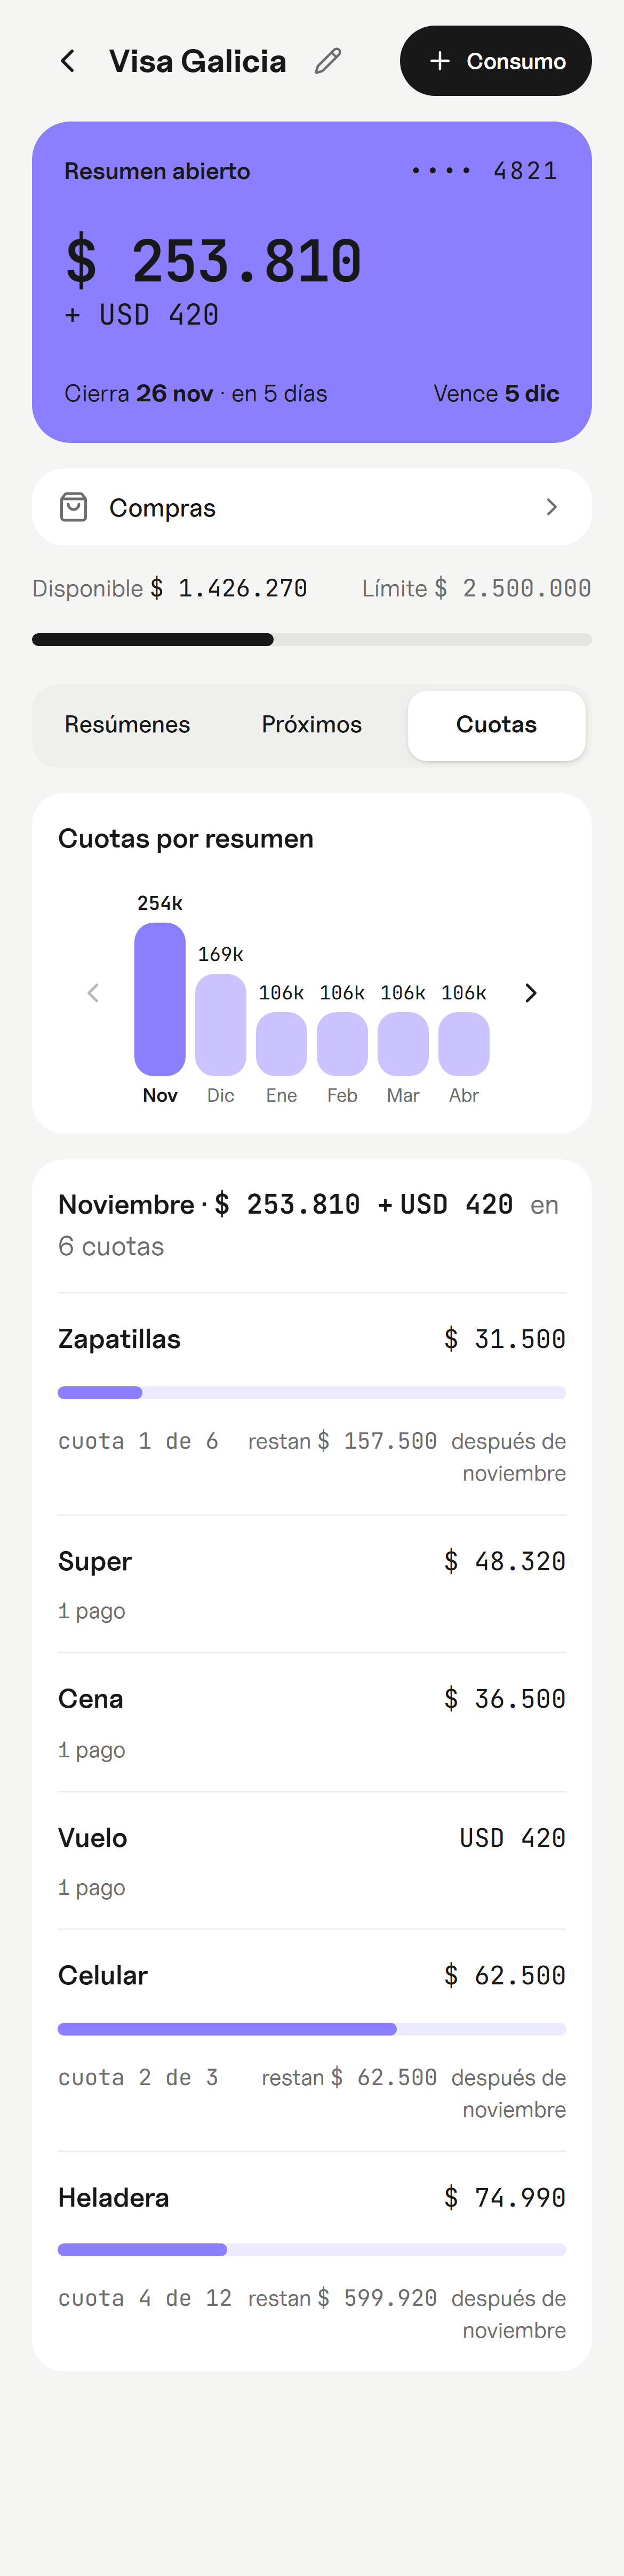 Visa Galicia
+ Consumo
Resumen abierto
•••• 4821
$ 253.810
+ USD 420
Cierra 26 nov · en 5 días
Vence 5 dic
Compras
Disponible $ 1.426.270
Límite $ 2.500.000
Resúmenes
Próximos
Cuotas
Cuotas por resumen
254k
169k
106k
106k
106k
106k
Nov
Dic
Ene
Feb
Mar
Abr
Noviembre · $ 253.810 + USD 420 en
6 cuotas
Zapatillas
$ 31.500
cuota 1 de 6
restan $ 157.500 después de
noviembre
Super
$ 48.320
1 pago
Cena
$ 36.500
1 pago
Vuelo
USD 420
1 pago
Celular
$ 62.500
cuota 2 de 3
restan $ 62.500 después de
noviembre
Heladera
$ 74.990
cuota 4 de 12
restan $ 599.920 después de
noviembre